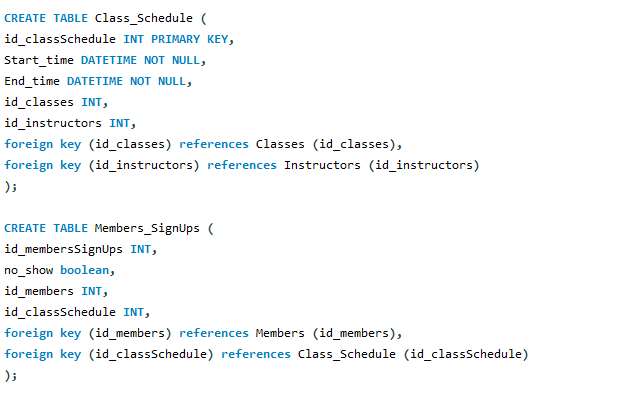 CREATE TABLE Class_Schedule (
id_classSchedule INT PRIMARY KEY,
Start_time DATETIME NOT NULL,
End_time DATETIME NOT NULL,
id_classes INT,
id_instructors INT,
foreign key (id_classes) references Classes (id_classes),
foreign key (id_instructors) references Instructors (id_instructors)
);
CREATE TABLE Members_SignUps (
id_membersSignUps INT,
no_show boolean,
id_members INT,
id_classSchedule INT,
foreign key (id_members) references Members (id_members),
foreign key (id_classSchedule) references Class_Schedule (id_classSchedule)
);